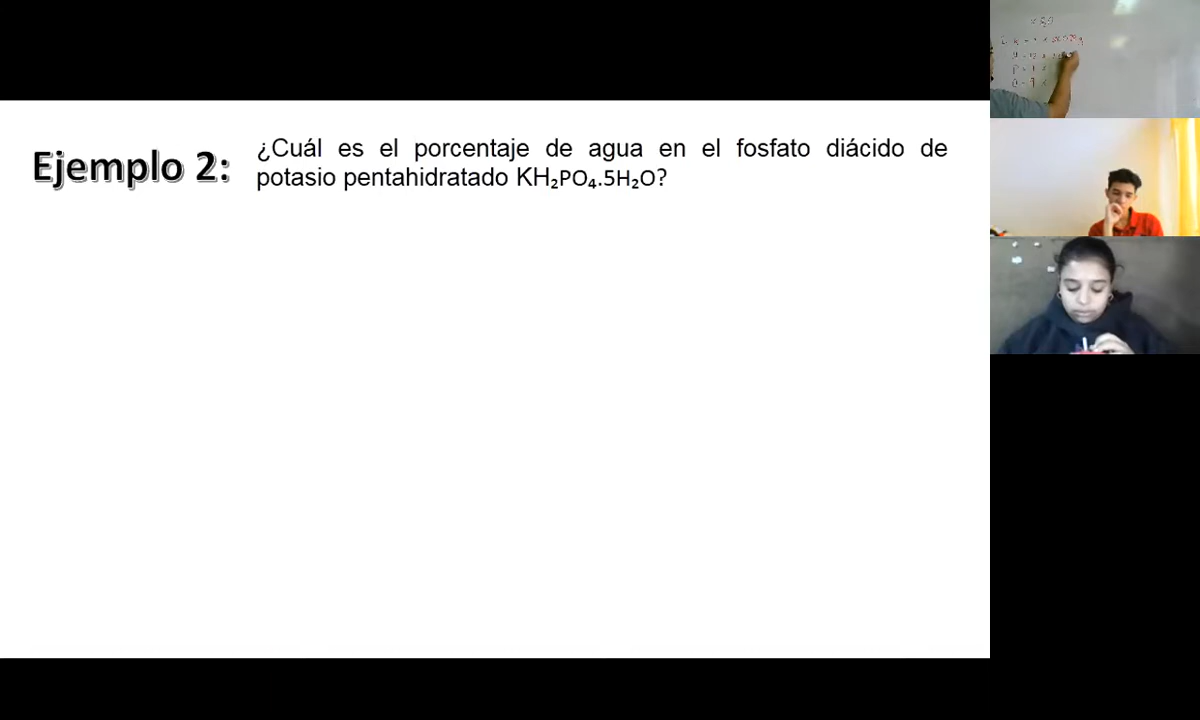 Ejemplo 2:
¿Cuál es el porcentaje de agua en el fosfato diácido de
potasio pentahidratado KH₂PO₄.5H₂O?